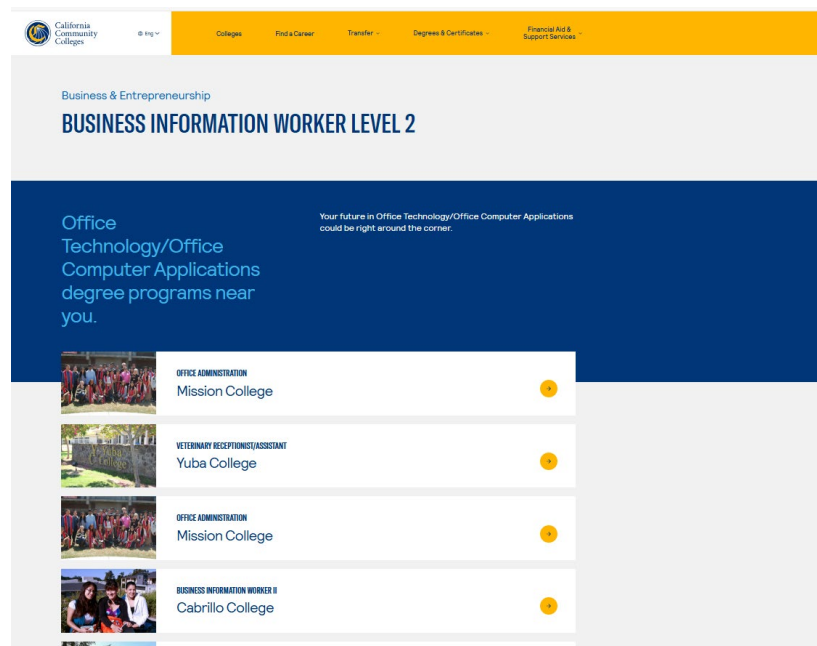 California
Community
Colleges
Eng
Colleges
Find a Career
Transfer
Degrees & Certificates
Financial Aid &
Support Services
Business & Entrepreneurship
BUSINESS INFORMATION WORKER LEVEL 2
Office
Technology/Office
Computer Applications
degree programs near
you.
Your future in Office Technology/Office Computer Applications
could be right around the corner.
OFFICE ADMINISTRATION
Mission College
VETERINARY RECEPTIONIST/ASSISTANT
Yuba College
Yuba
College
OFFICE ADMINISTRATION
Mission College
BUSINESS INFORMATION WORKER II
Cabrillo College